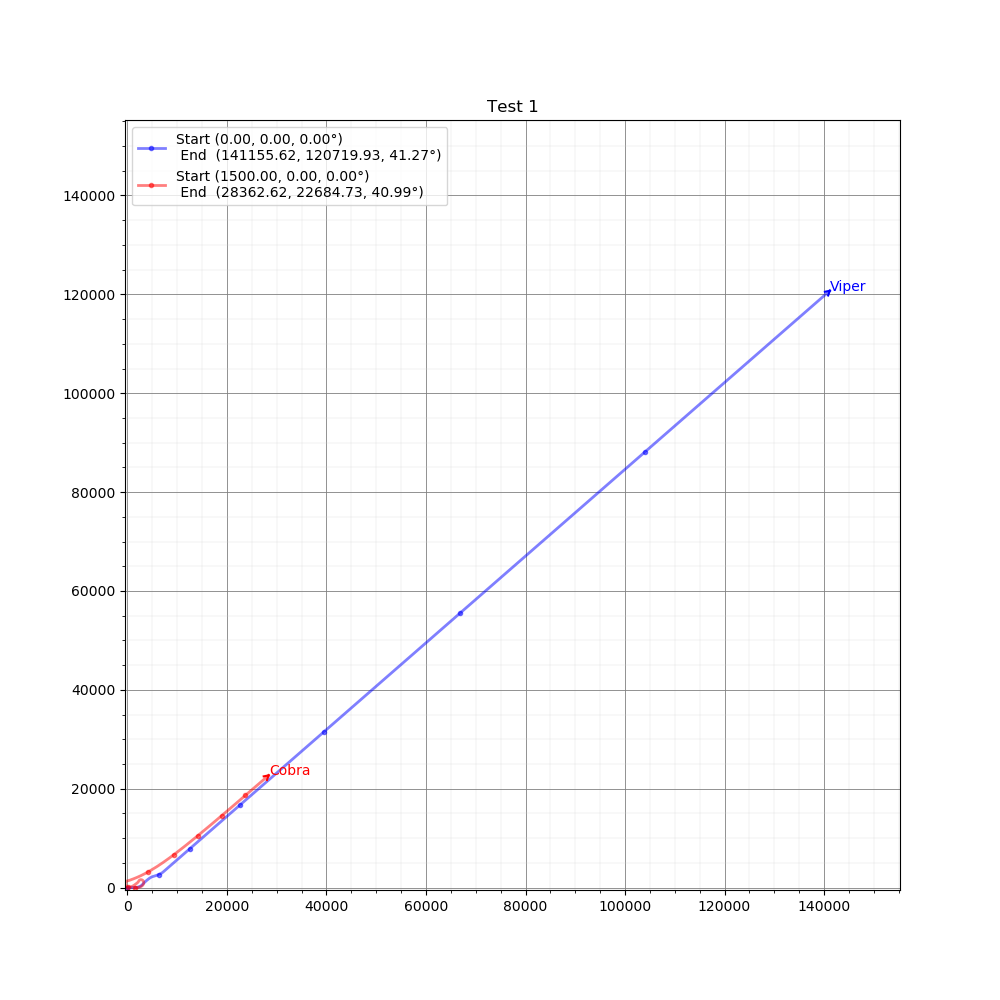 Test 1
Start (0.00, 0.00, 0.00°)
End (141155.62, 120719.93, 41.27°)
Start (1500.00, 0.00, 0.00°)
End (28362.62, 22684.73, 40.99°)
140000
120000
100000
80000
60000
40000
20000
0
Viper
Cobra
0 20000 40000 60000 80000 100000 120000 140000